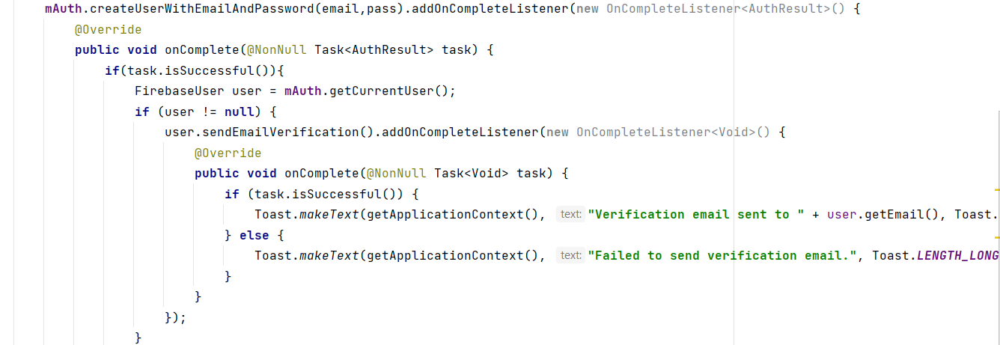 mAuth.createUserWithEmailAndPassword(email,pass).addOnCompleteListener(new OnCompleteListener<AuthResult>() {
@Override
public void onComplete(@NonNull Task<AuthResult> task) {
if(task.isSuccessful()){
FirebaseUser user = mAuth.getCurrentUser();
if (user != null) {
user.sendEmailVerification().addOnCompleteListener(new OnCompleteListener<Void>() {
@Override
public void onComplete(@NonNull Task<Void> task) {
if (task.isSuccessful()) {
Toast.makeText(getApplicationContext(), text: "Verification email sent to " + user.getEmail(), Toast.
} else {
Toast.makeText(getApplicationContext(), text: "Failed to send verification email.", Toast.LENGTH_LONG
}
}
});
}